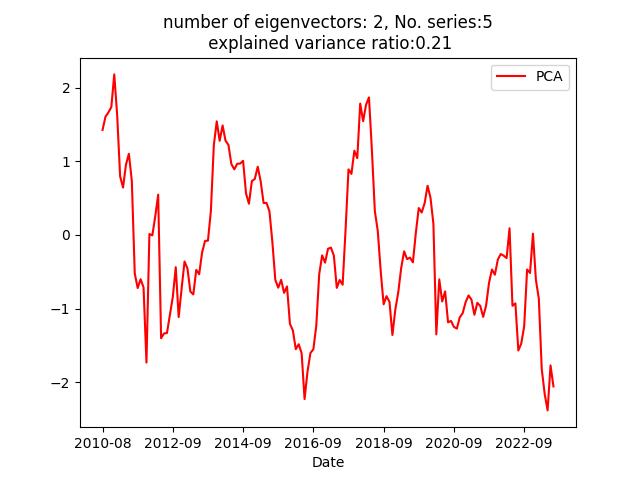 number of eigenvectors: 2, No. series:5
explained variance ratio:0.21
PCA
2
1
0
−1
−2
2010-08 2012-09 2014-09 2016-09 2018-09 2020-09 2022-09
Date